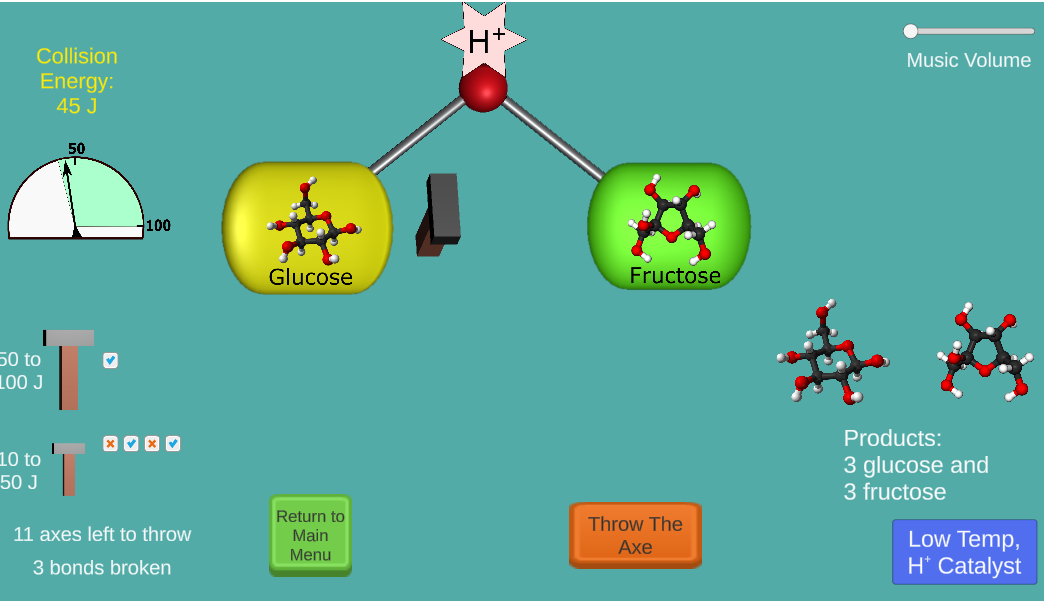 H⁺
Collision
Energy:
45 J
Music Volume
50
100
Glucose
Fructose
50 to
100 J
10 to
50 J
Products:
3 glucose and
3 fructose
11 axes left to throw
3 bonds broken
Return to
Main
Menu
Throw The
Axe
Low Temp,
H⁺ Catalyst